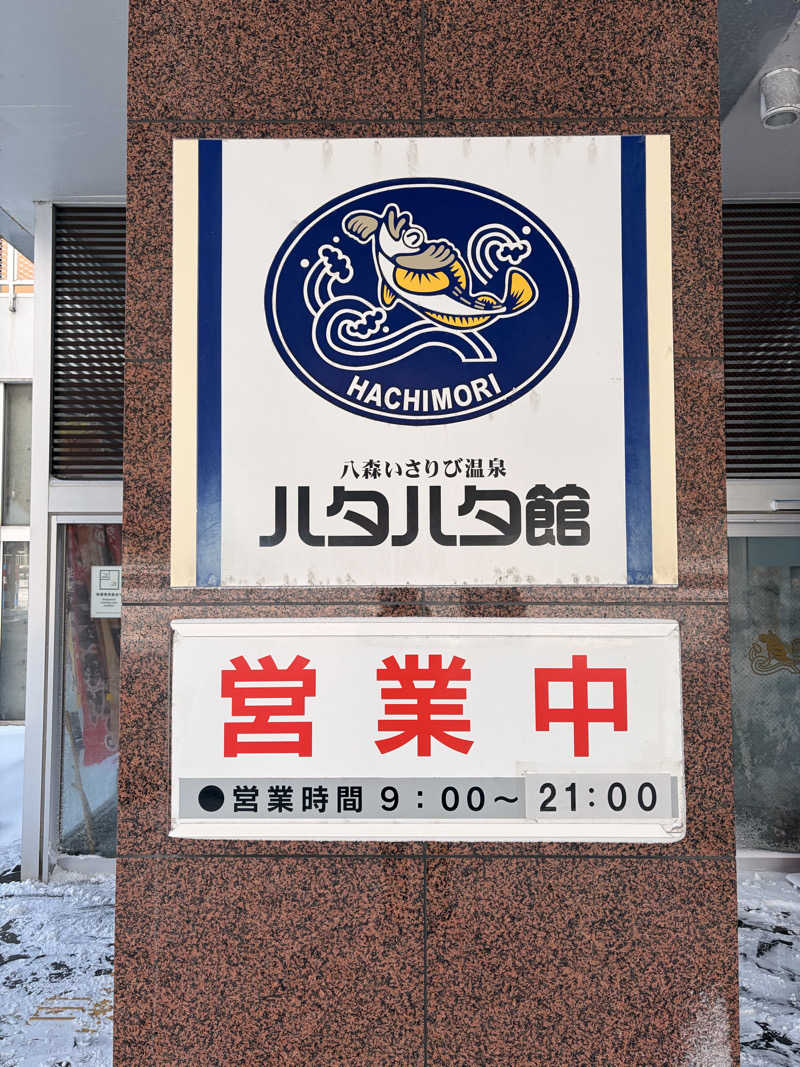 HACHIMORI
八森いさりび温泉
ハタハタ館
営業中
●営業時間 9:00～21:00